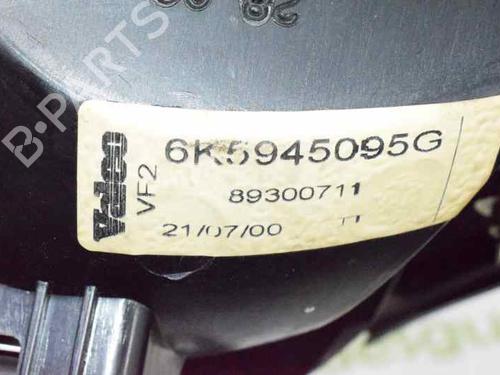 B-PARTS
Valeo
VF2
6K5945095G
89300711
21/07/00